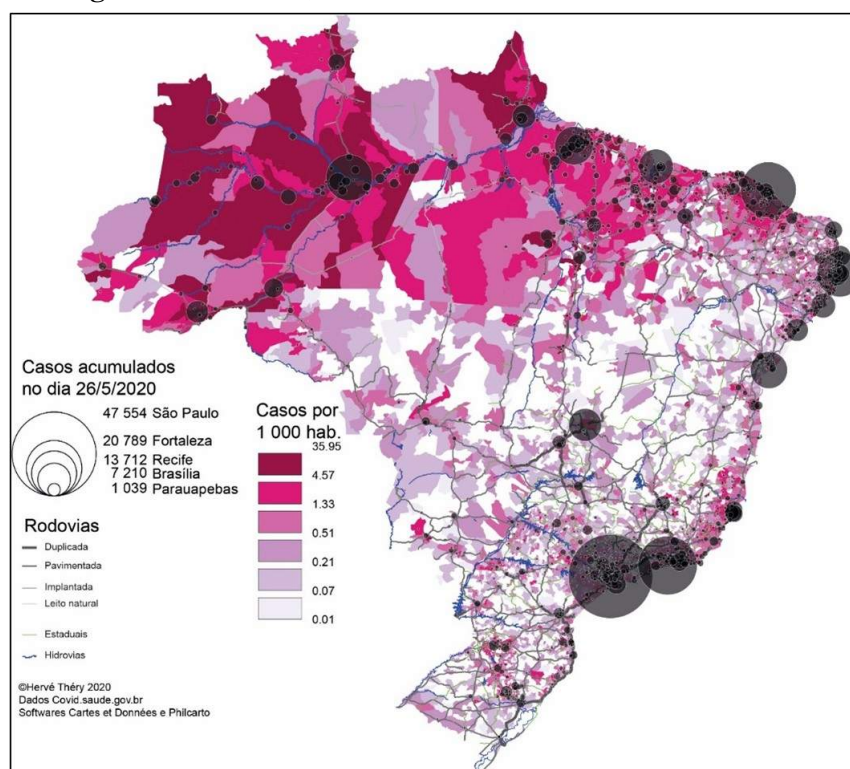 Casos acumulados
no dia 26/5/2020
47 554 São Paulo
20 789 Fortaleza
13 712 Recife
7 210 Brasília
1 039 Parauapebas
Rodovias
Duplicada
Pavimentada
Implantada
Leito natural
Estaduais
Hidrovias
Casos por
1 000 hab.
35.95
4.57
1.33
0.51
0.21
0.07
0.01
©Hervé Théry 2020
Dados Covid.saude.gov.br
Softwares Cartes et Données e Philcarto